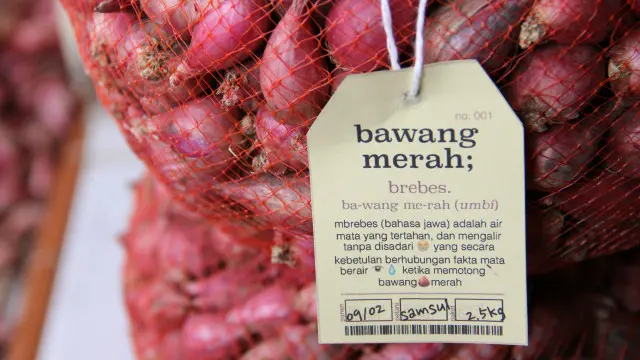 no. 001
bawang
merah;
brebes.
ba-wang me-rah (umbi)
mbrebes (bahasa jawa) adalah air
mata yang tertahan, dan mengalir
tanpa disadari 😹 yang secara
kebetulan berhubungan fakta mata
berair 👁️💧 ketika memotong
bawang🌰merah
09/02 samsul 2,5kg